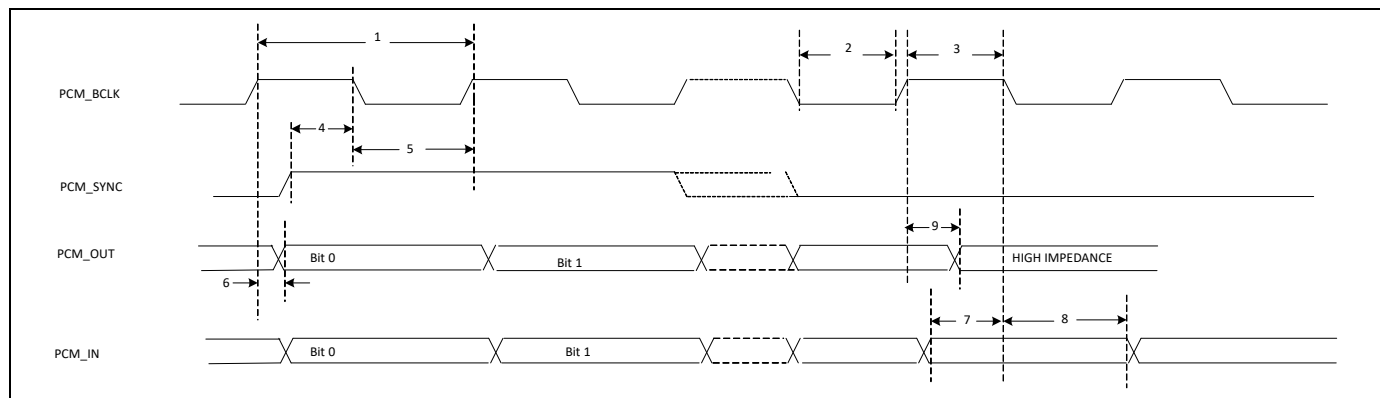 1
2
3
PCM_BCLK
4
5
PCM_SYNC
9
PCM_OUT
Bit 0
Bit 1
HIGH IMPEDANCE
6
7
8
PCM_IN
Bit 0
Bit 1